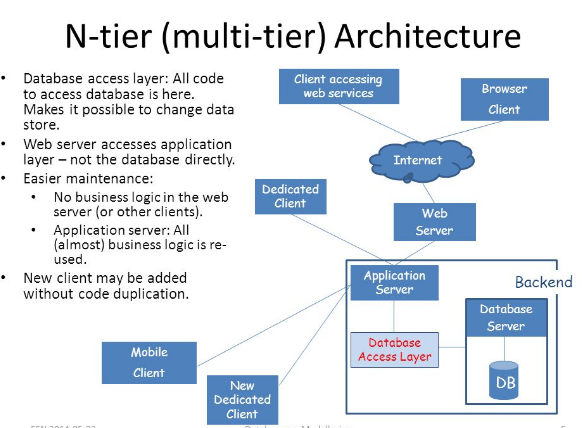 N-tier (multi-tier) Architecture
• Database access layer: All code
to access database is here.
Makes it possible to change data
store.
• Web server accesses application
layer – not the database directly.
• Easier maintenance:
• No business logic in the web
server (or other clients).
• Application server: All
(almost) business logic is re-
used.
• New client may be added
without code duplication.
Client accessing
web services
Browser
Client
Internet
Dedicated
Client
Web
Server
Application
Server
Backend
Database
Server
Database
Access Layer
DB
Mobile
Client
New
Dedicated
Client